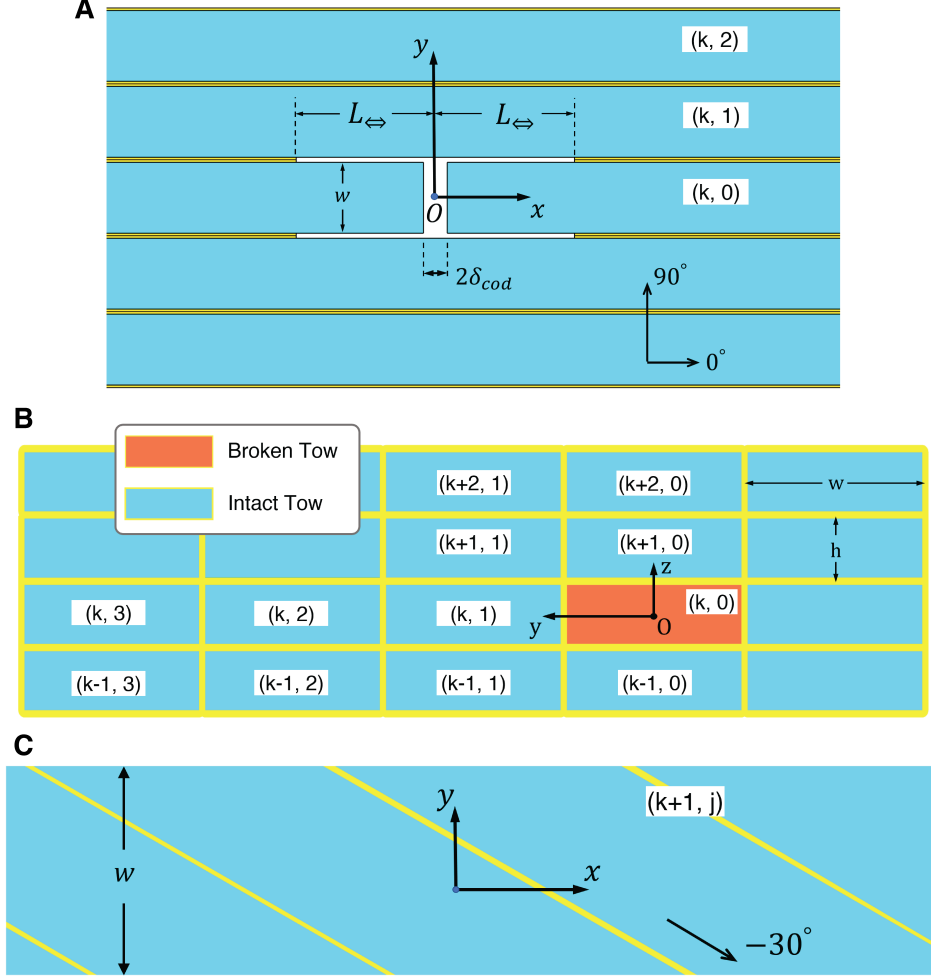 A
(k, 2)
y
L⇔ L⇔
(k, 1)
w
(k, 0)
O
x
2δcod
90°
0°
B
Broken Tow
Intact Tow
(k+2, 1)
(k+2, 0)
w
(k+1, 1)
(k+1, 0)
h
z
(k, 3)
(k, 2)
(k, 1)
(k, 0)
y
O
(k-1, 3)
(k-1, 2)
(k-1, 1)
(k-1, 0)
C
(k+1, j)
y
w
x
−30°